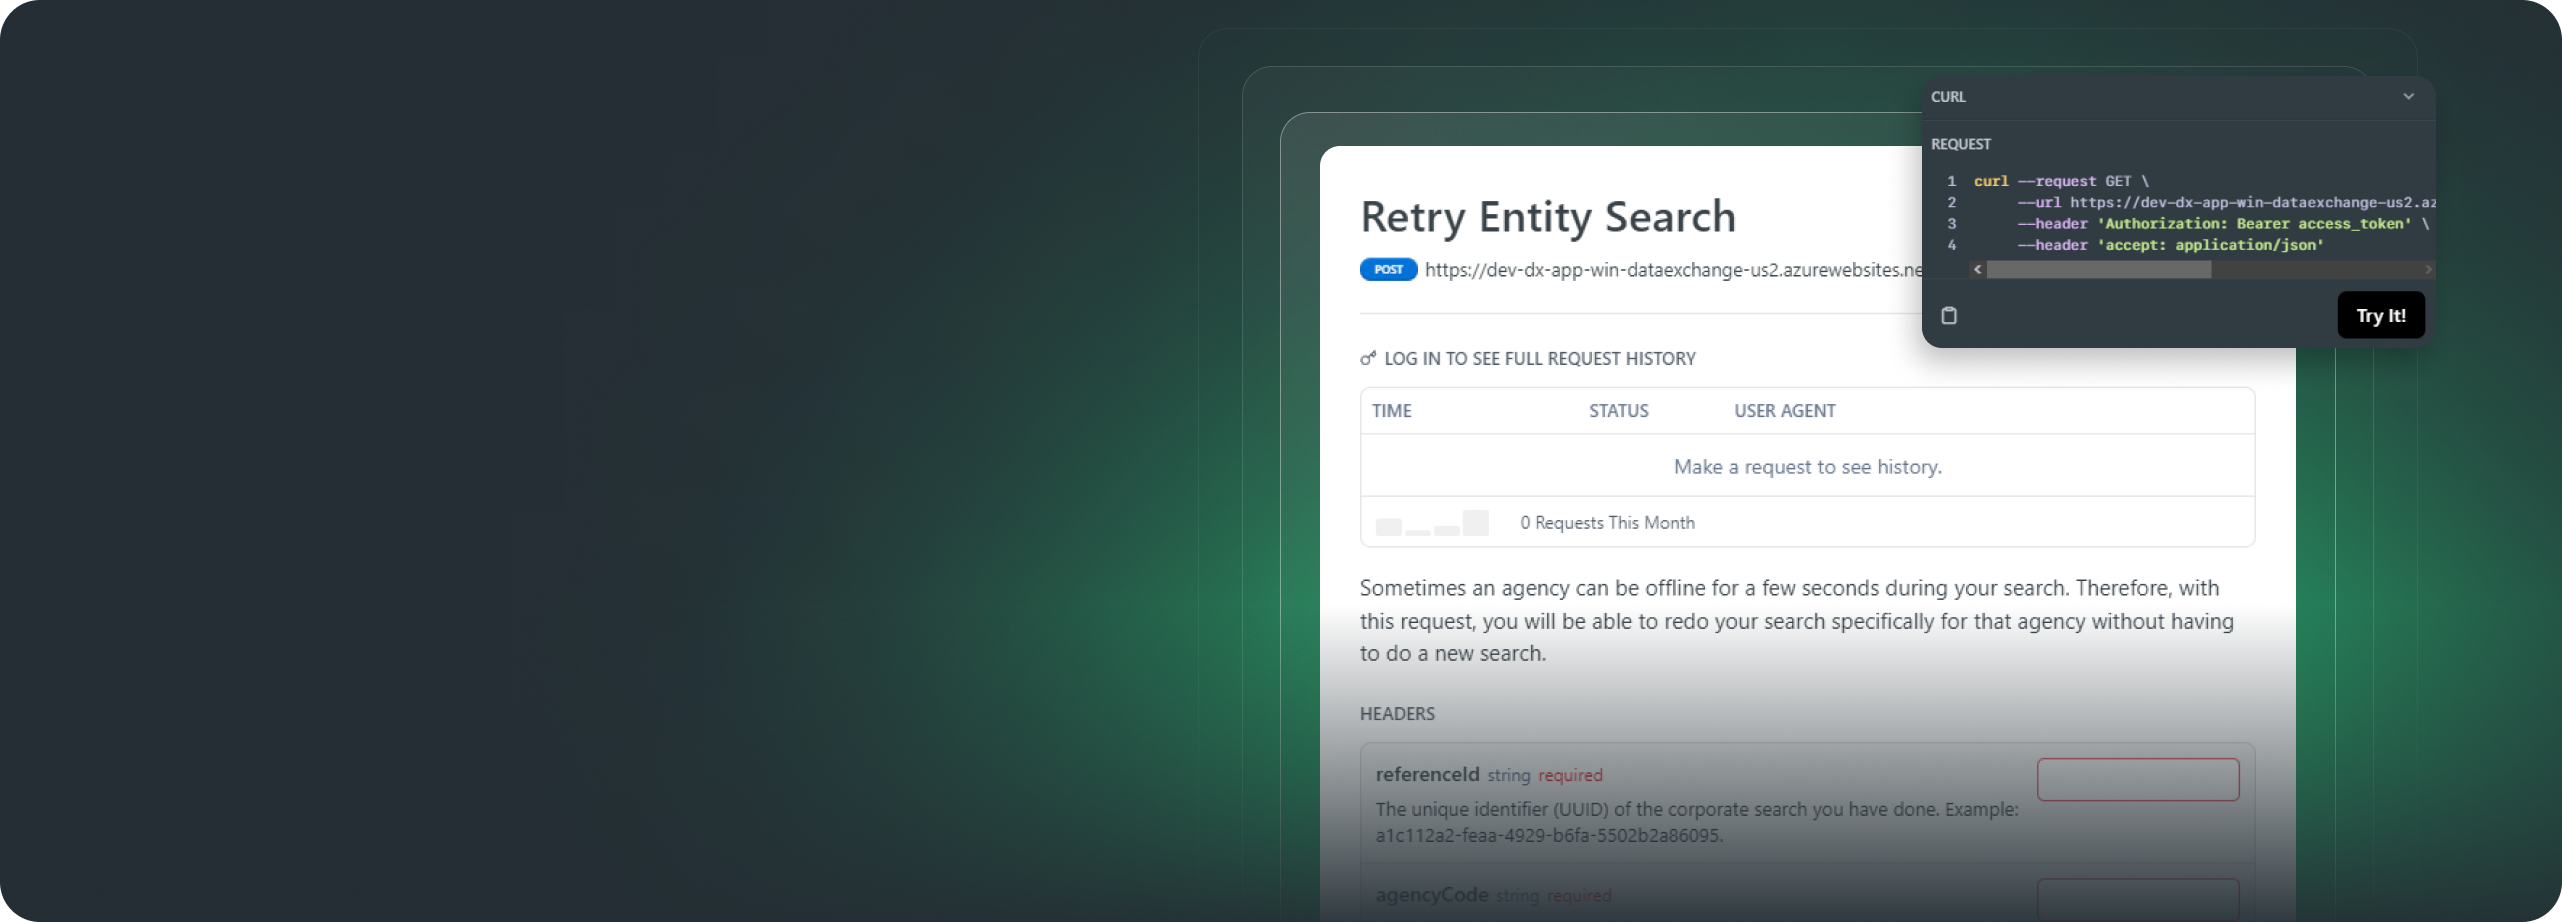 CURL
REQUEST
1 curl --request GET \
2 --url https://dev-dx-app-win-dataexchange-us2.az
3 --header 'Authorization: Bearer access_token' \
4 --header 'accept: application/json'
Try It!
Retry Entity Search
POST https://dev-dx-app-win-dataexchange-us2.azurewebsites.ne
LOG IN TO SEE FULL REQUEST HISTORY
TIME STATUS USER AGENT
Make a request to see history.
0 Requests This Month
Sometimes an agency can be offline for a few seconds during your search. Therefore, with
this request, you will be able to redo your search specifically for that agency without having
to do a new search.
HEADERS
referenceId string required
The unique identifier (UUID) of the corporate search you have done. Example:
a1c112a2-feaa-4929-b6fa-5502b2a86095.
agencyCode string required